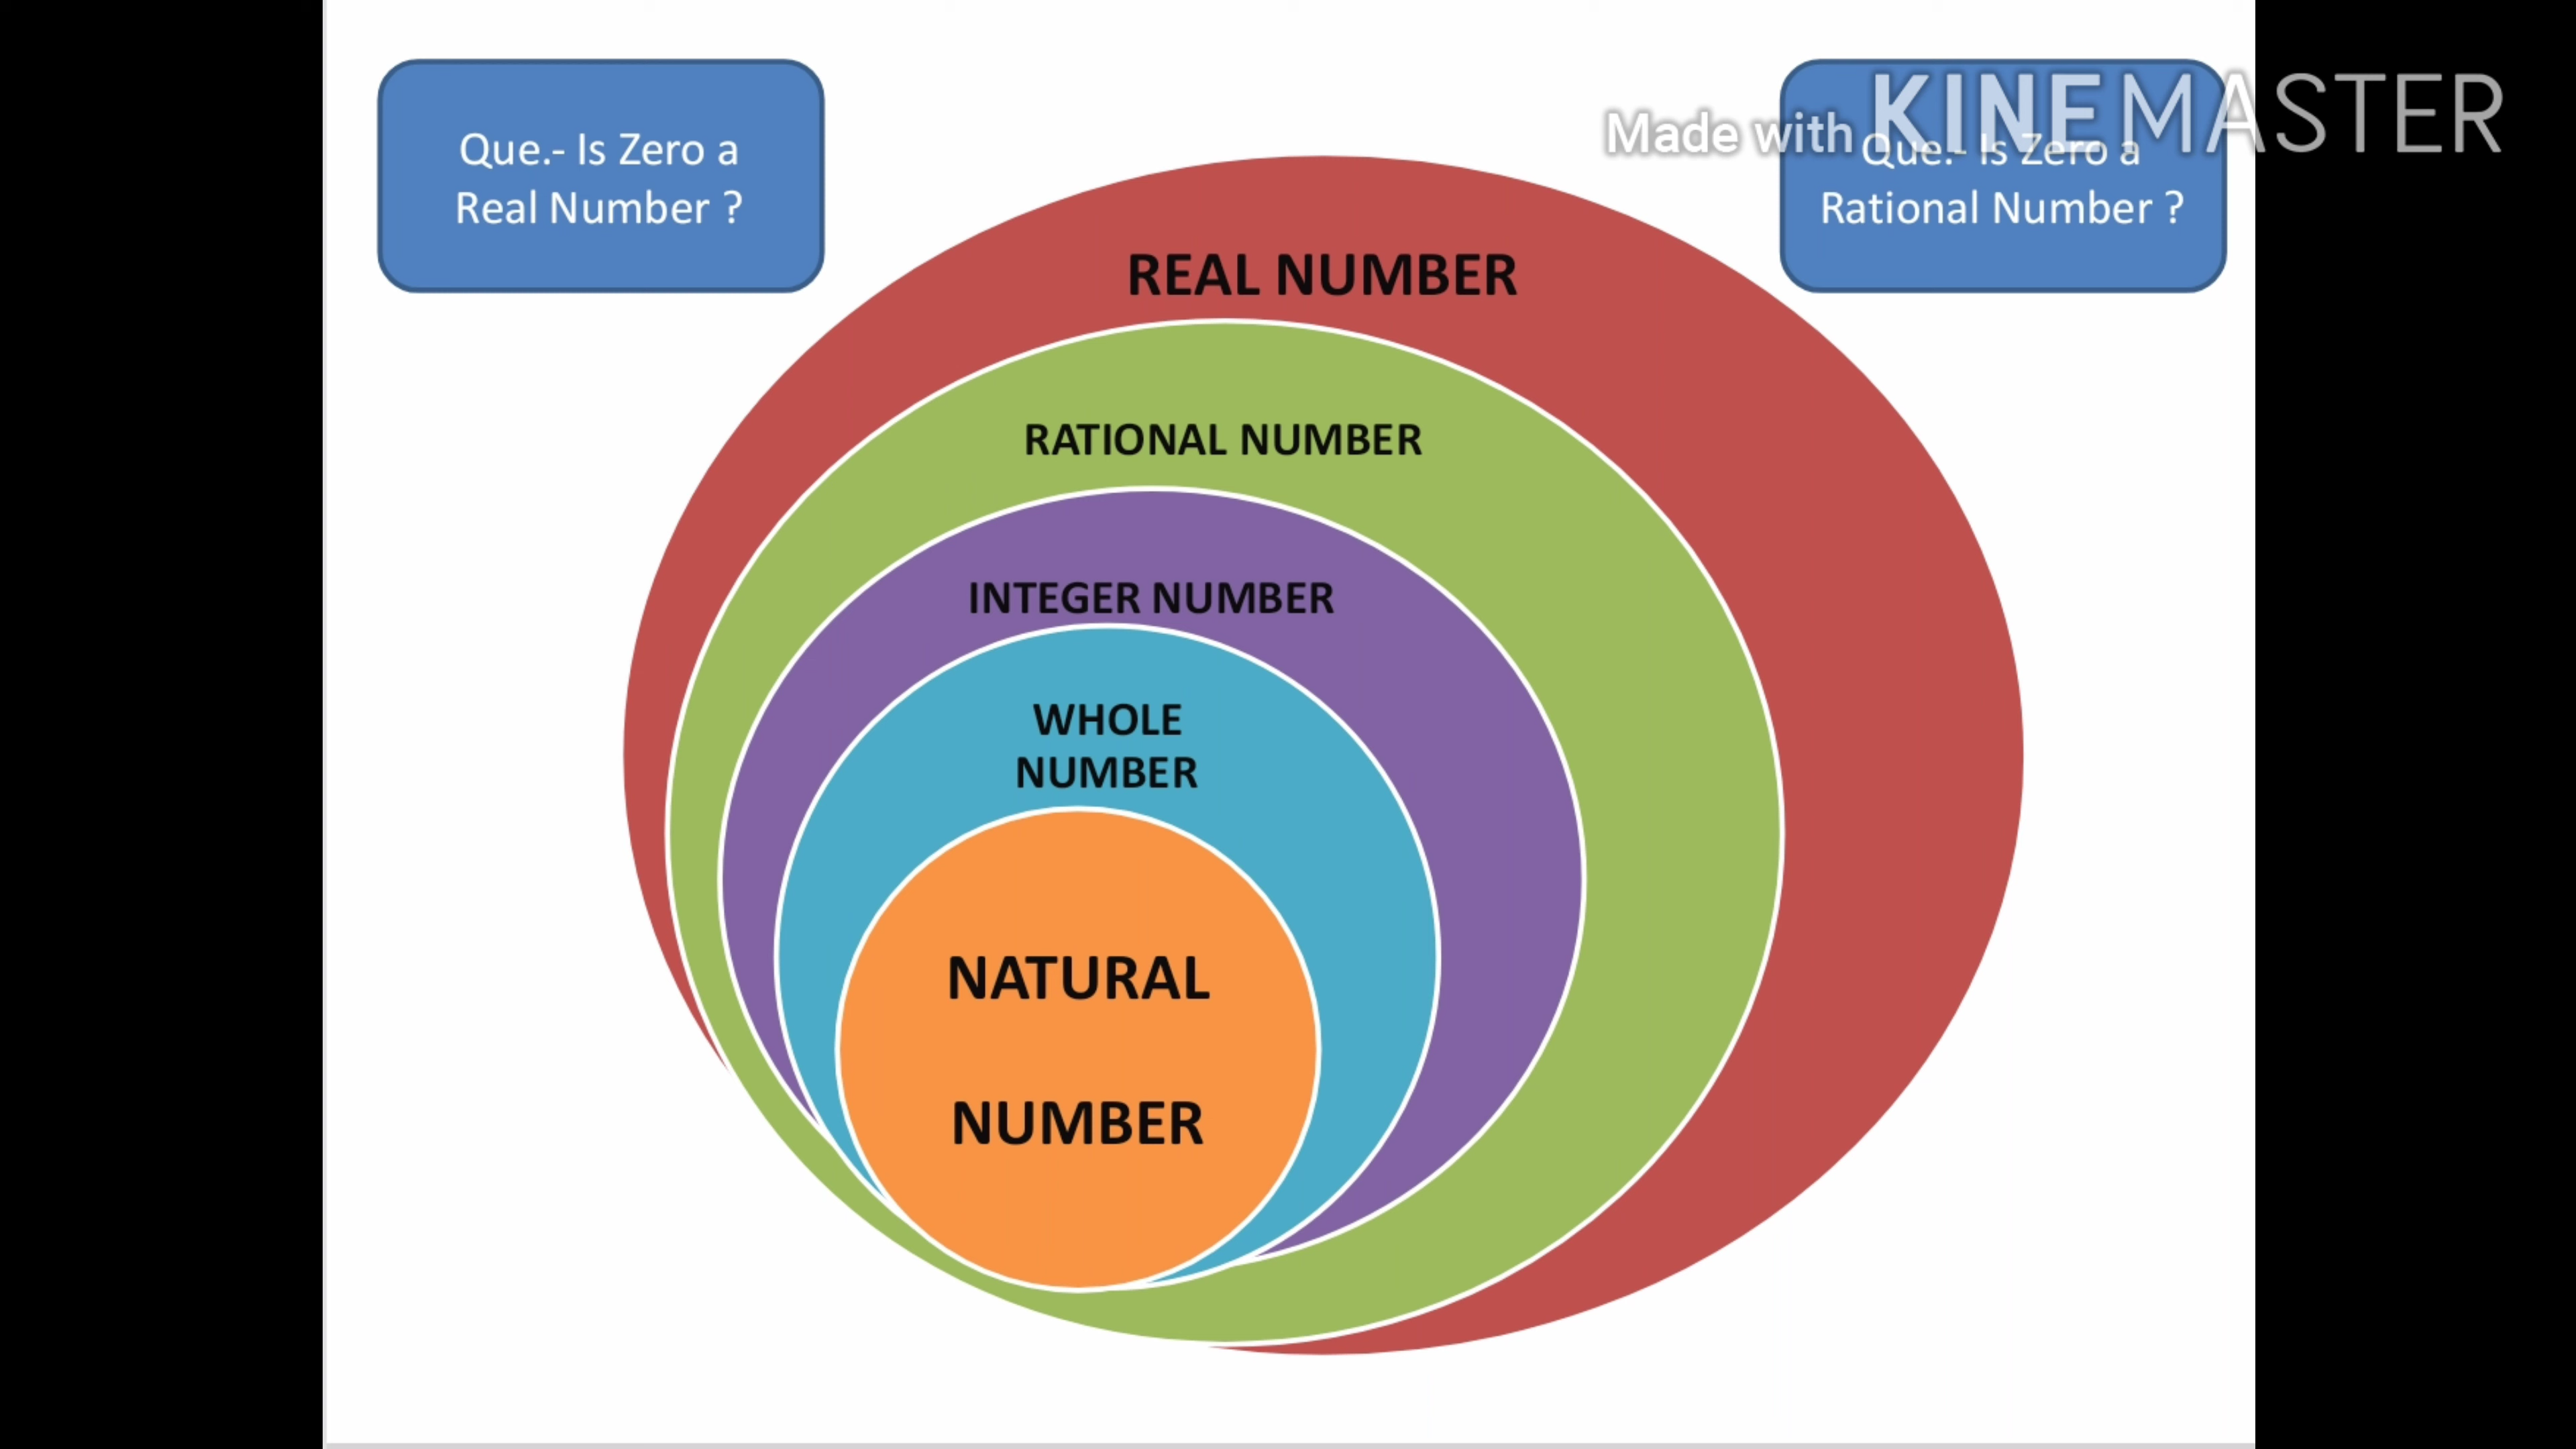 Que.- Is Zero a
Real Number ?
Made with KINEMASTER
Que.- Is Zero a
Rational Number ?
REAL NUMBER
RATIONAL NUMBER
INTEGER NUMBER
WHOLE
NUMBER
NATURAL
NUMBER